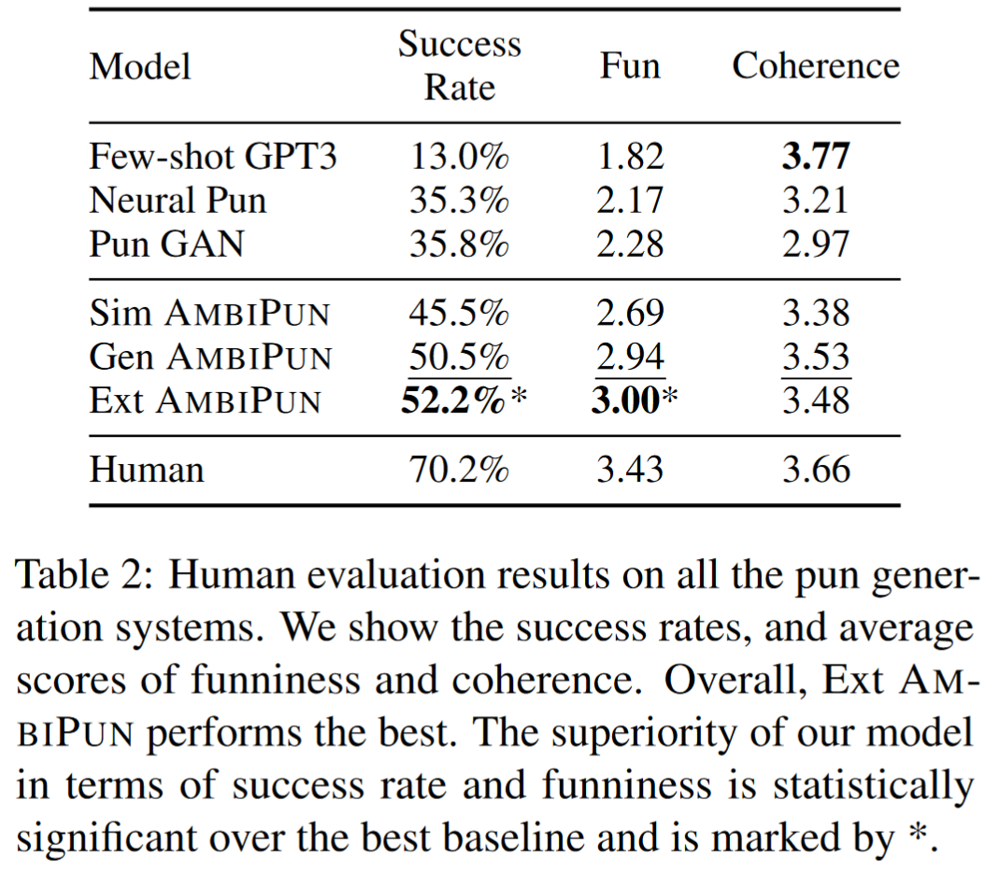 Model Success Rate Fun Coherence
Few-shot GPT3 13.0% 1.82 3.77
Neural Pun 35.3% 2.17 3.21
Pun GAN 35.8% 2.28 2.97
Sim AMBIPUN 45.5% 2.69 3.38
Gen AMBIPUN 50.5% 2.94 3.53
Ext AMBIPUN 52.2%* 3.00* 3.48
Human 70.2% 3.43 3.66
Table 2: Human evaluation results on all the pun gener-
ation systems. We show the success rates, and average
scores of funniness and coherence. Overall, Ext AM-
BIPUN performs the best. The superiority of our model
in terms of success rate and funniness is statistically
significant over the best baseline and is marked by *.